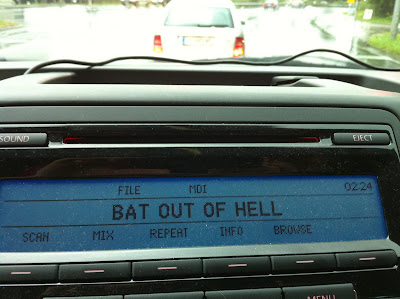 SOUND EJECT
FILE MDI 02:24
BAT OUT OF HELL
SCAN MIX REPEAT INFO BROWSE
MENU